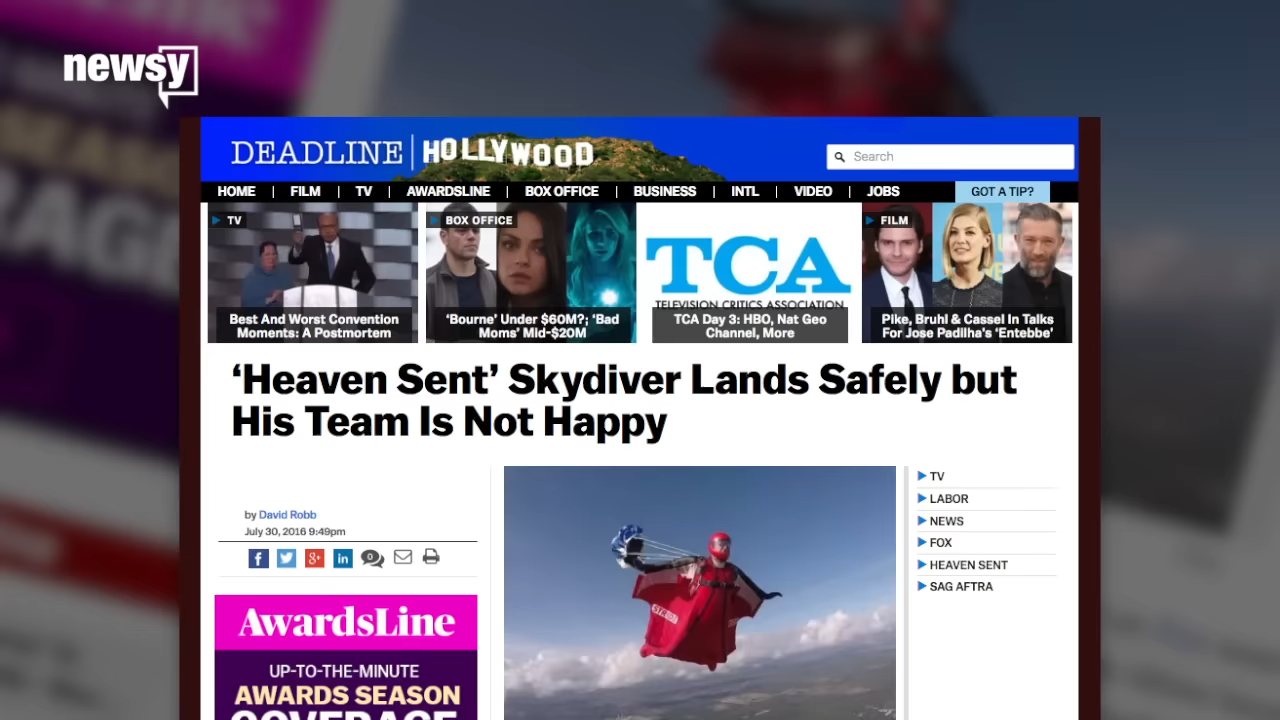 newsy
DEADLINE | HOLLYWOOD
Search
HOME | FILM | TV | AWARDSLINE | BOX OFFICE | BUSINESS | INTL | VIDEO | JOBS
GOT A TIP?
TV
Best And Worst Convention
Moments: A Postmortem
BOX OFFICE
‘Bourne’ Under $60M?; ‘Bad
Moms’ Mid-$20M
TCA
TELEVISION CRITICS ASSOCIATION
TCA Day 3: HBO, Nat Geo
Channel, More
FILM
Pike, Bruhl & Cassel In Talks
For Jose Padilha’s ‘Entebbe’
‘Heaven Sent’ Skydiver Lands Safely but
His Team Is Not Happy
by David Robb
July 30, 2016 9:49pm
f
g+
in
0
TV
LABOR
NEWS
FOX
HEAVEN SENT
SAG AFTRA
AwardsLine
UP-TO-THE-MINUTE
AWARDS SEASON
COVERAGE